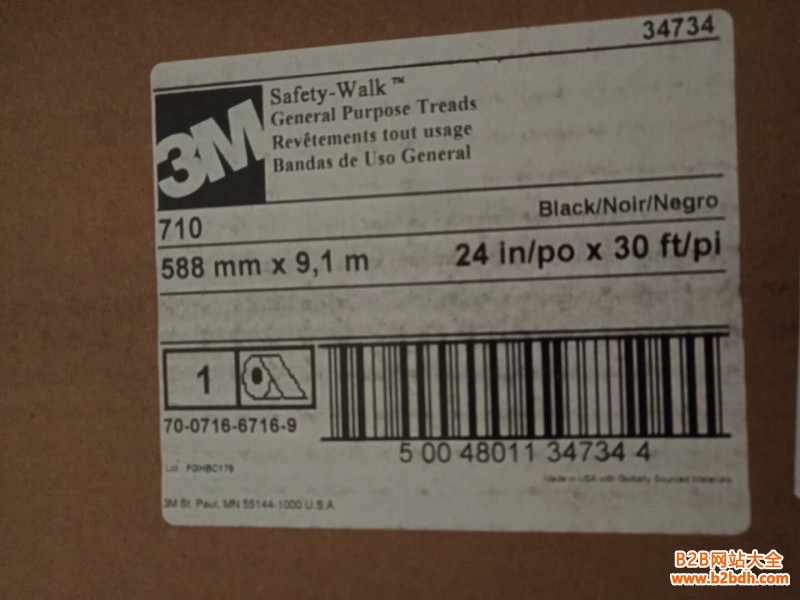 34734
3M
Safety-Walk™
General Purpose Treads
Revêtements tout usage
Bandas de Uso General
710
Black/Noir/Negro
588 mm x 9,1 m
24 in/po x 30 ft/pi
1
70-0716-6716-9
5 00 48011 34734 4
Lot FGHBC179
Made in USA with Globally Sourced Materials
3M St. Paul, MN 55144-1000 U.S.A.
B2B网站大全
www.b2bdh.com